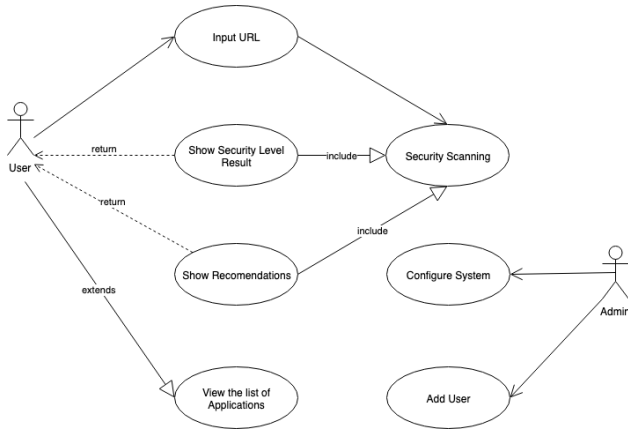 Input URL
return
Show Security Level
Result
include
Security Scanning
User
return
include
Show Recomendations
Configure System
extends
Admin
View the list of
Applications
Add User